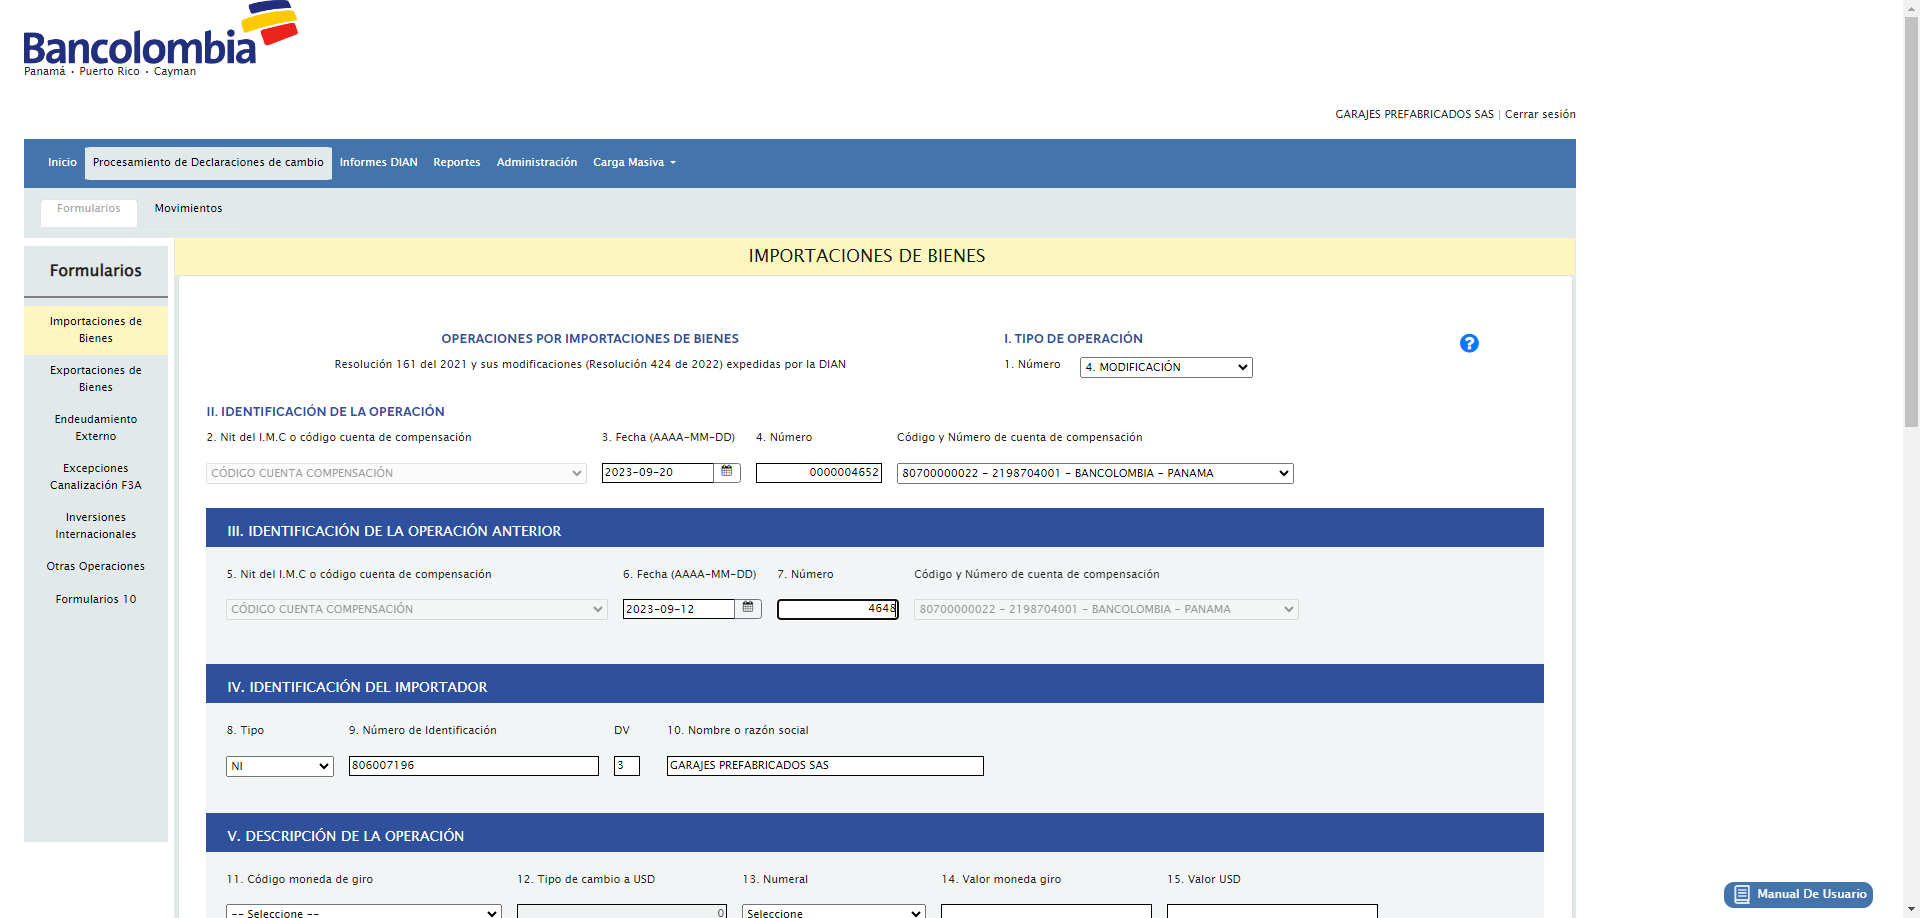 Bancolombia
Panamá • Puerto Rico • Cayman
GARAJES PREFABRICADOS SAS | Cerrar sesión
Inicio Procesamiento de Declaraciones de cambio Informes DIAN Reportes Administración Carga Masiva
Formularios Movimientos
Formularios
Importaciones de
Bienes
Exportaciones de
Bienes
Endeudamiento
Externo
Excepciones
Canalización F3A
Inversiones
Internacionales
Otras Operaciones
Formularios 10
IMPORTACIONES DE BIENES
OPERACIONES POR IMPORTACIONES DE BIENES
Resolución 161 del 2021 y sus modificaciones (Resolución 424 de 2022) expedidas por la DIAN
I. TIPO DE OPERACIÓN
1. Número 4. MODIFICACIÓN
?
II. IDENTIFICACIÓN DE LA OPERACIÓN
2. Nit del I.M.C o código cuenta de compensación 3. Fecha (AAAA-MM-DD) 4. Número Código y Número de cuenta de compensación
CÓDIGO CUENTA COMPENSACIÓN 2023-09-20 0000004652 80700000022 - 2198704001 - BANCOLOMBIA - PANAMA
III. IDENTIFICACIÓN DE LA OPERACIÓN ANTERIOR
5. Nit del I.M.C o código cuenta de compensación 6. Fecha (AAAA-MM-DD) 7. Número Código y Número de cuenta de compensación
CÓDIGO CUENTA COMPENSACIÓN 2023-09-12 4648 80700000022 - 2198704001 - BANCOLOMBIA - PANAMA
IV. IDENTIFICACIÓN DEL IMPORTADOR
8. Tipo 9. Número de Identificación DV 10. Nombre o razón social
NI 806007196 3 GARAJES PREFABRICADOS SAS
V. DESCRIPCIÓN DE LA OPERACIÓN
11. Código moneda de giro 12. Tipo de cambio a USD 13. Numeral 14. Valor moneda giro 15. Valor USD
-- Seleccione -- 0 Seleccione
Manual De Usuario